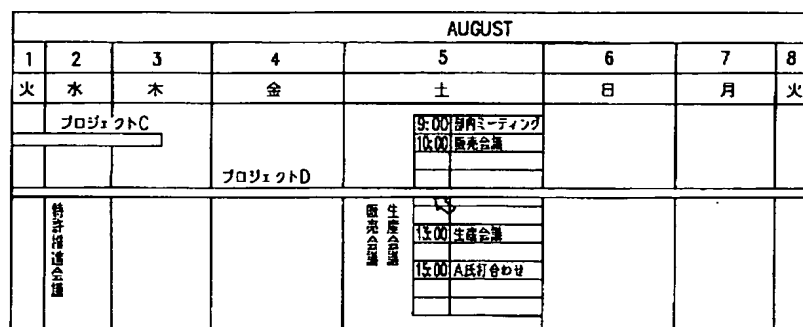 AUGUST
1 2 3 4 5 6 7 8
火 水 木 金 土 日 月 火
プロジェクトC
9:00 部内ミーティング
10:00 販売会議
プロジェクトD
特許推進会議
販売会議
生産会議
13:00 生産会議
15:00 A氏打合わせ